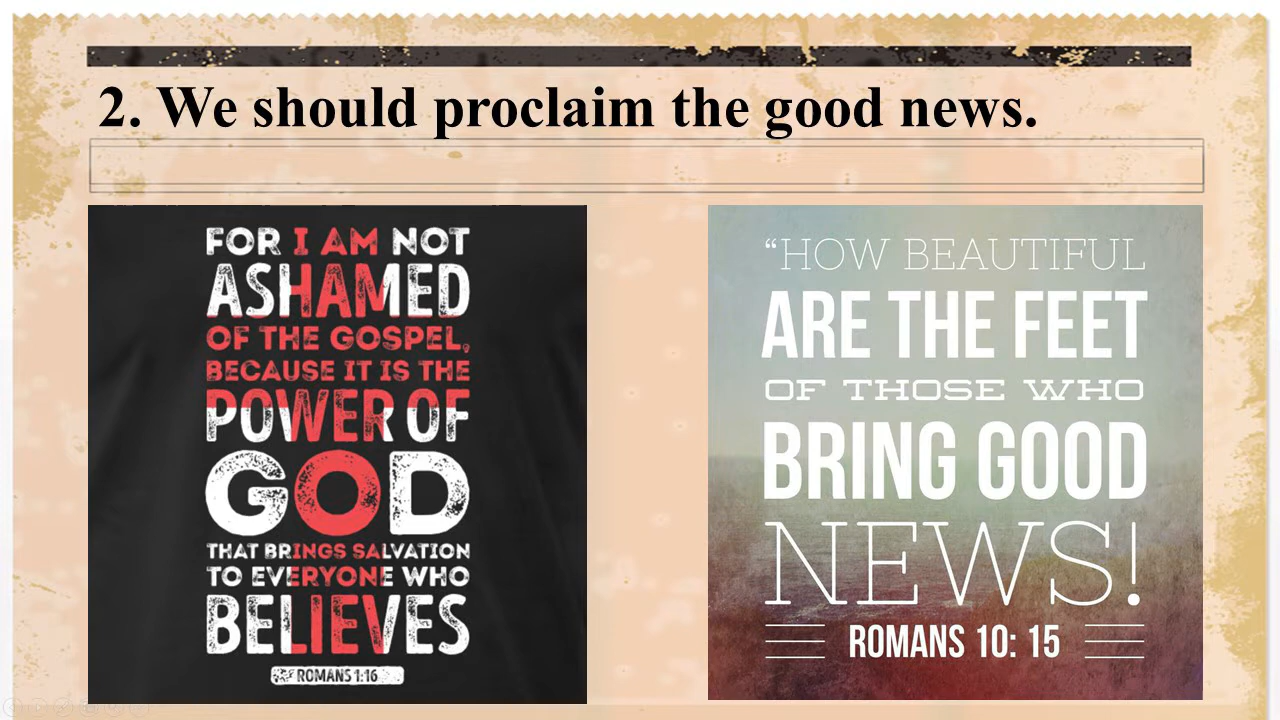 2. We should proclaim the good news.
FOR I AM NOT
ASHAMED
OF THE GOSPEL,
BECAUSE IT IS THE
POWER OF
GOD
THAT BRINGS SALVATION
TO EVERYONE WHO
BELIEVES
ROMANS 1:16
“HOW BEAUTIFUL
ARE THE FEET
OF THOSE WHO
BRING GOOD
NEWS!
ROMANS 10: 15